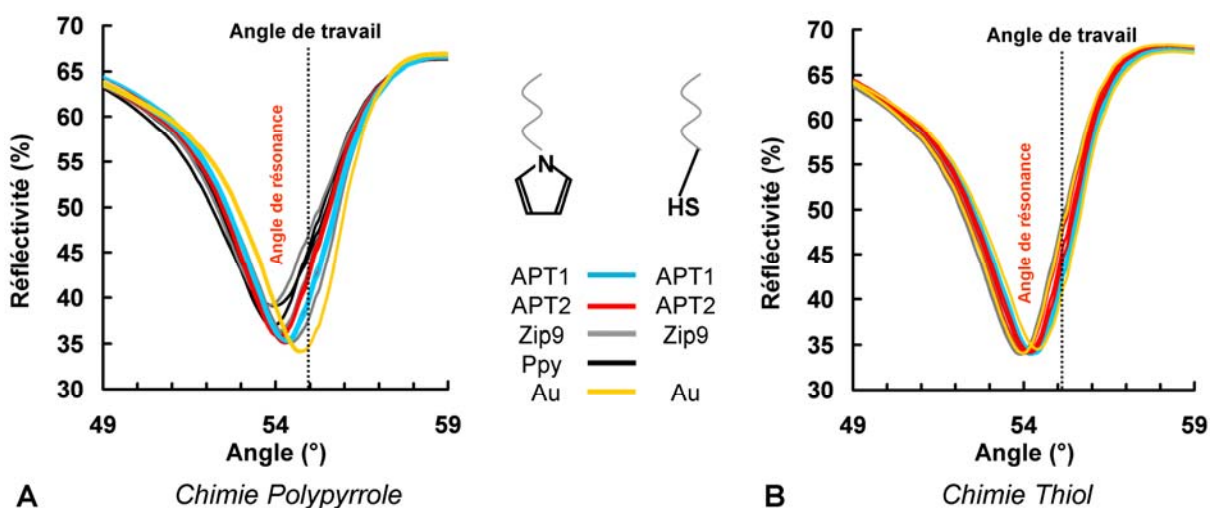 70
65
60
55
50
45
40
35
30
Réfléctivité (%)
Angle de travail
Angle de résonance
49
54
59
Angle (°)
A
Chimie Polypyrrole
N
HS
APT1
APT1
APT2
APT2
Zip9
Zip9
Ppy
Au
Au
70
65
60
55
50
45
40
35
30
Réfléctivité (%)
Angle de travail
Angle de résonance
49
54
59
Angle (°)
B
Chimie Thiol